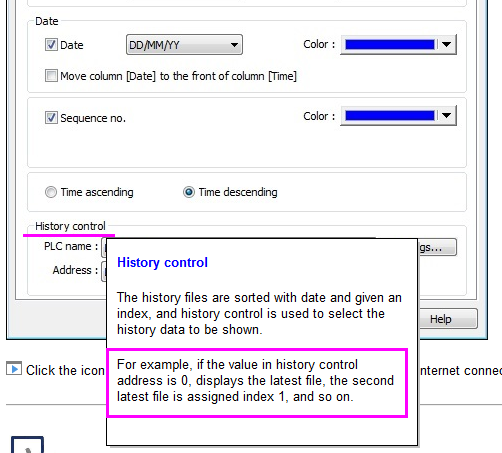 Date
Date DD/MM/YY Color :
Move column [Date] to the front of column [Time]
Sequence no. Color :
Time ascending Time descending
History control
PLC name :
Address :
Help
History control
The history files are sorted with date and given an
index, and history control is used to select the
history data to be shown.
For example, if the value in history control
address is 0, displays the latest file, the second
latest file is assigned index 1, and so on.
Click the icon